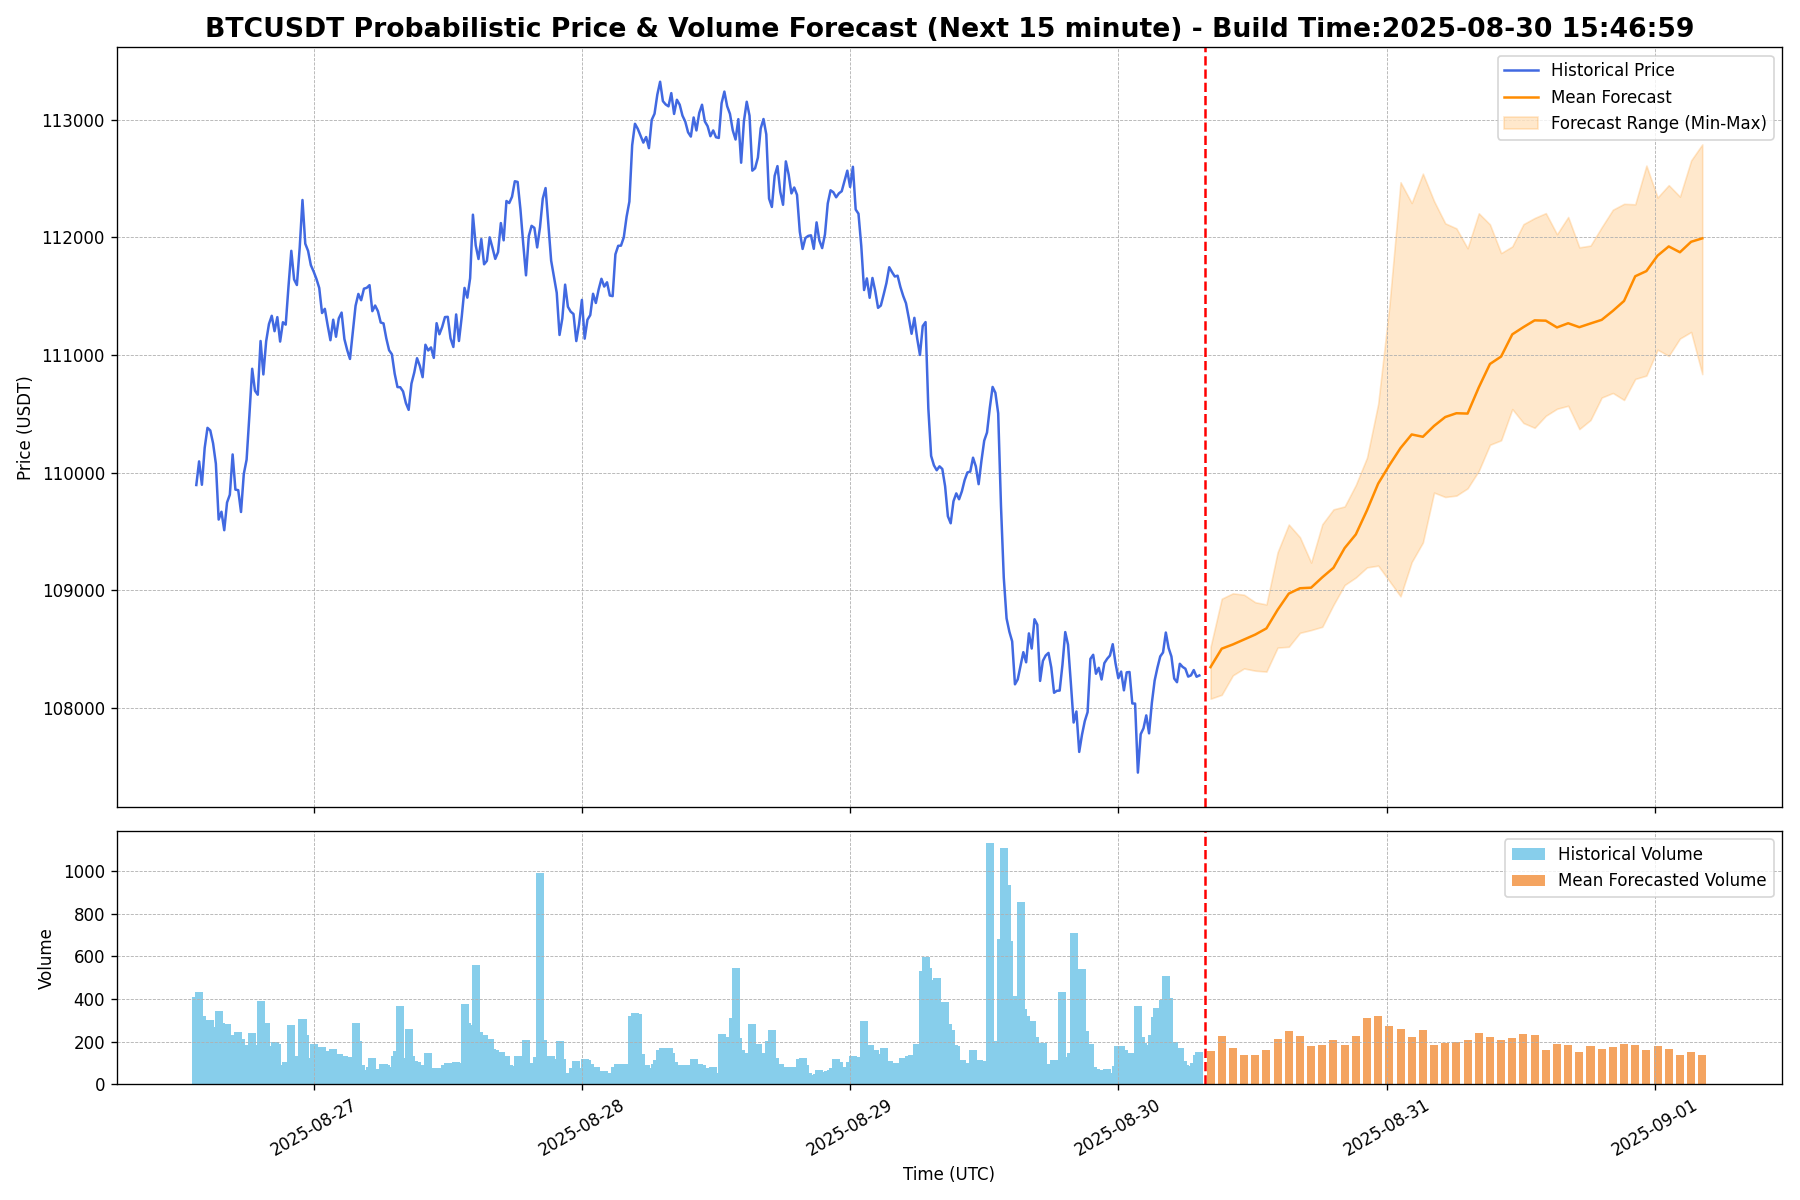 BTCUSDT Probabilistic Price & Volume Forecast (Next 15 minute) - Build Time:2025-08-30 15:46:59
Historical Price
Mean Forecast
Forecast Range (Min-Max)
113000
112000
111000
110000
109000
108000
Price (USDT)
Historical Volume
Mean Forecasted Volume
1000
800
600
400
200
0
Volume
2025-08-27
2025-08-28
2025-08-29
2025-08-30
2025-08-31
2025-09-01
Time (UTC)